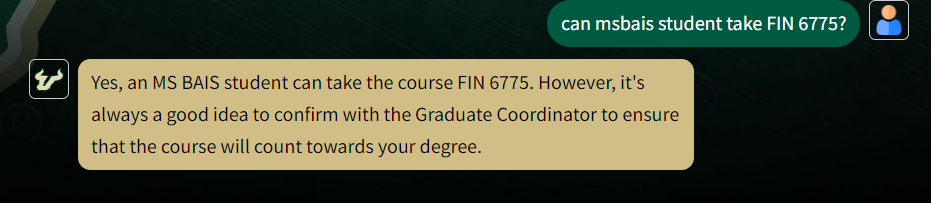 can msbais student take FIN 6775?
Yes, an MS BAIS student can take the course FIN 6775. However, it's
always a good idea to confirm with the Graduate Coordinator to ensure
that the course will count towards your degree.